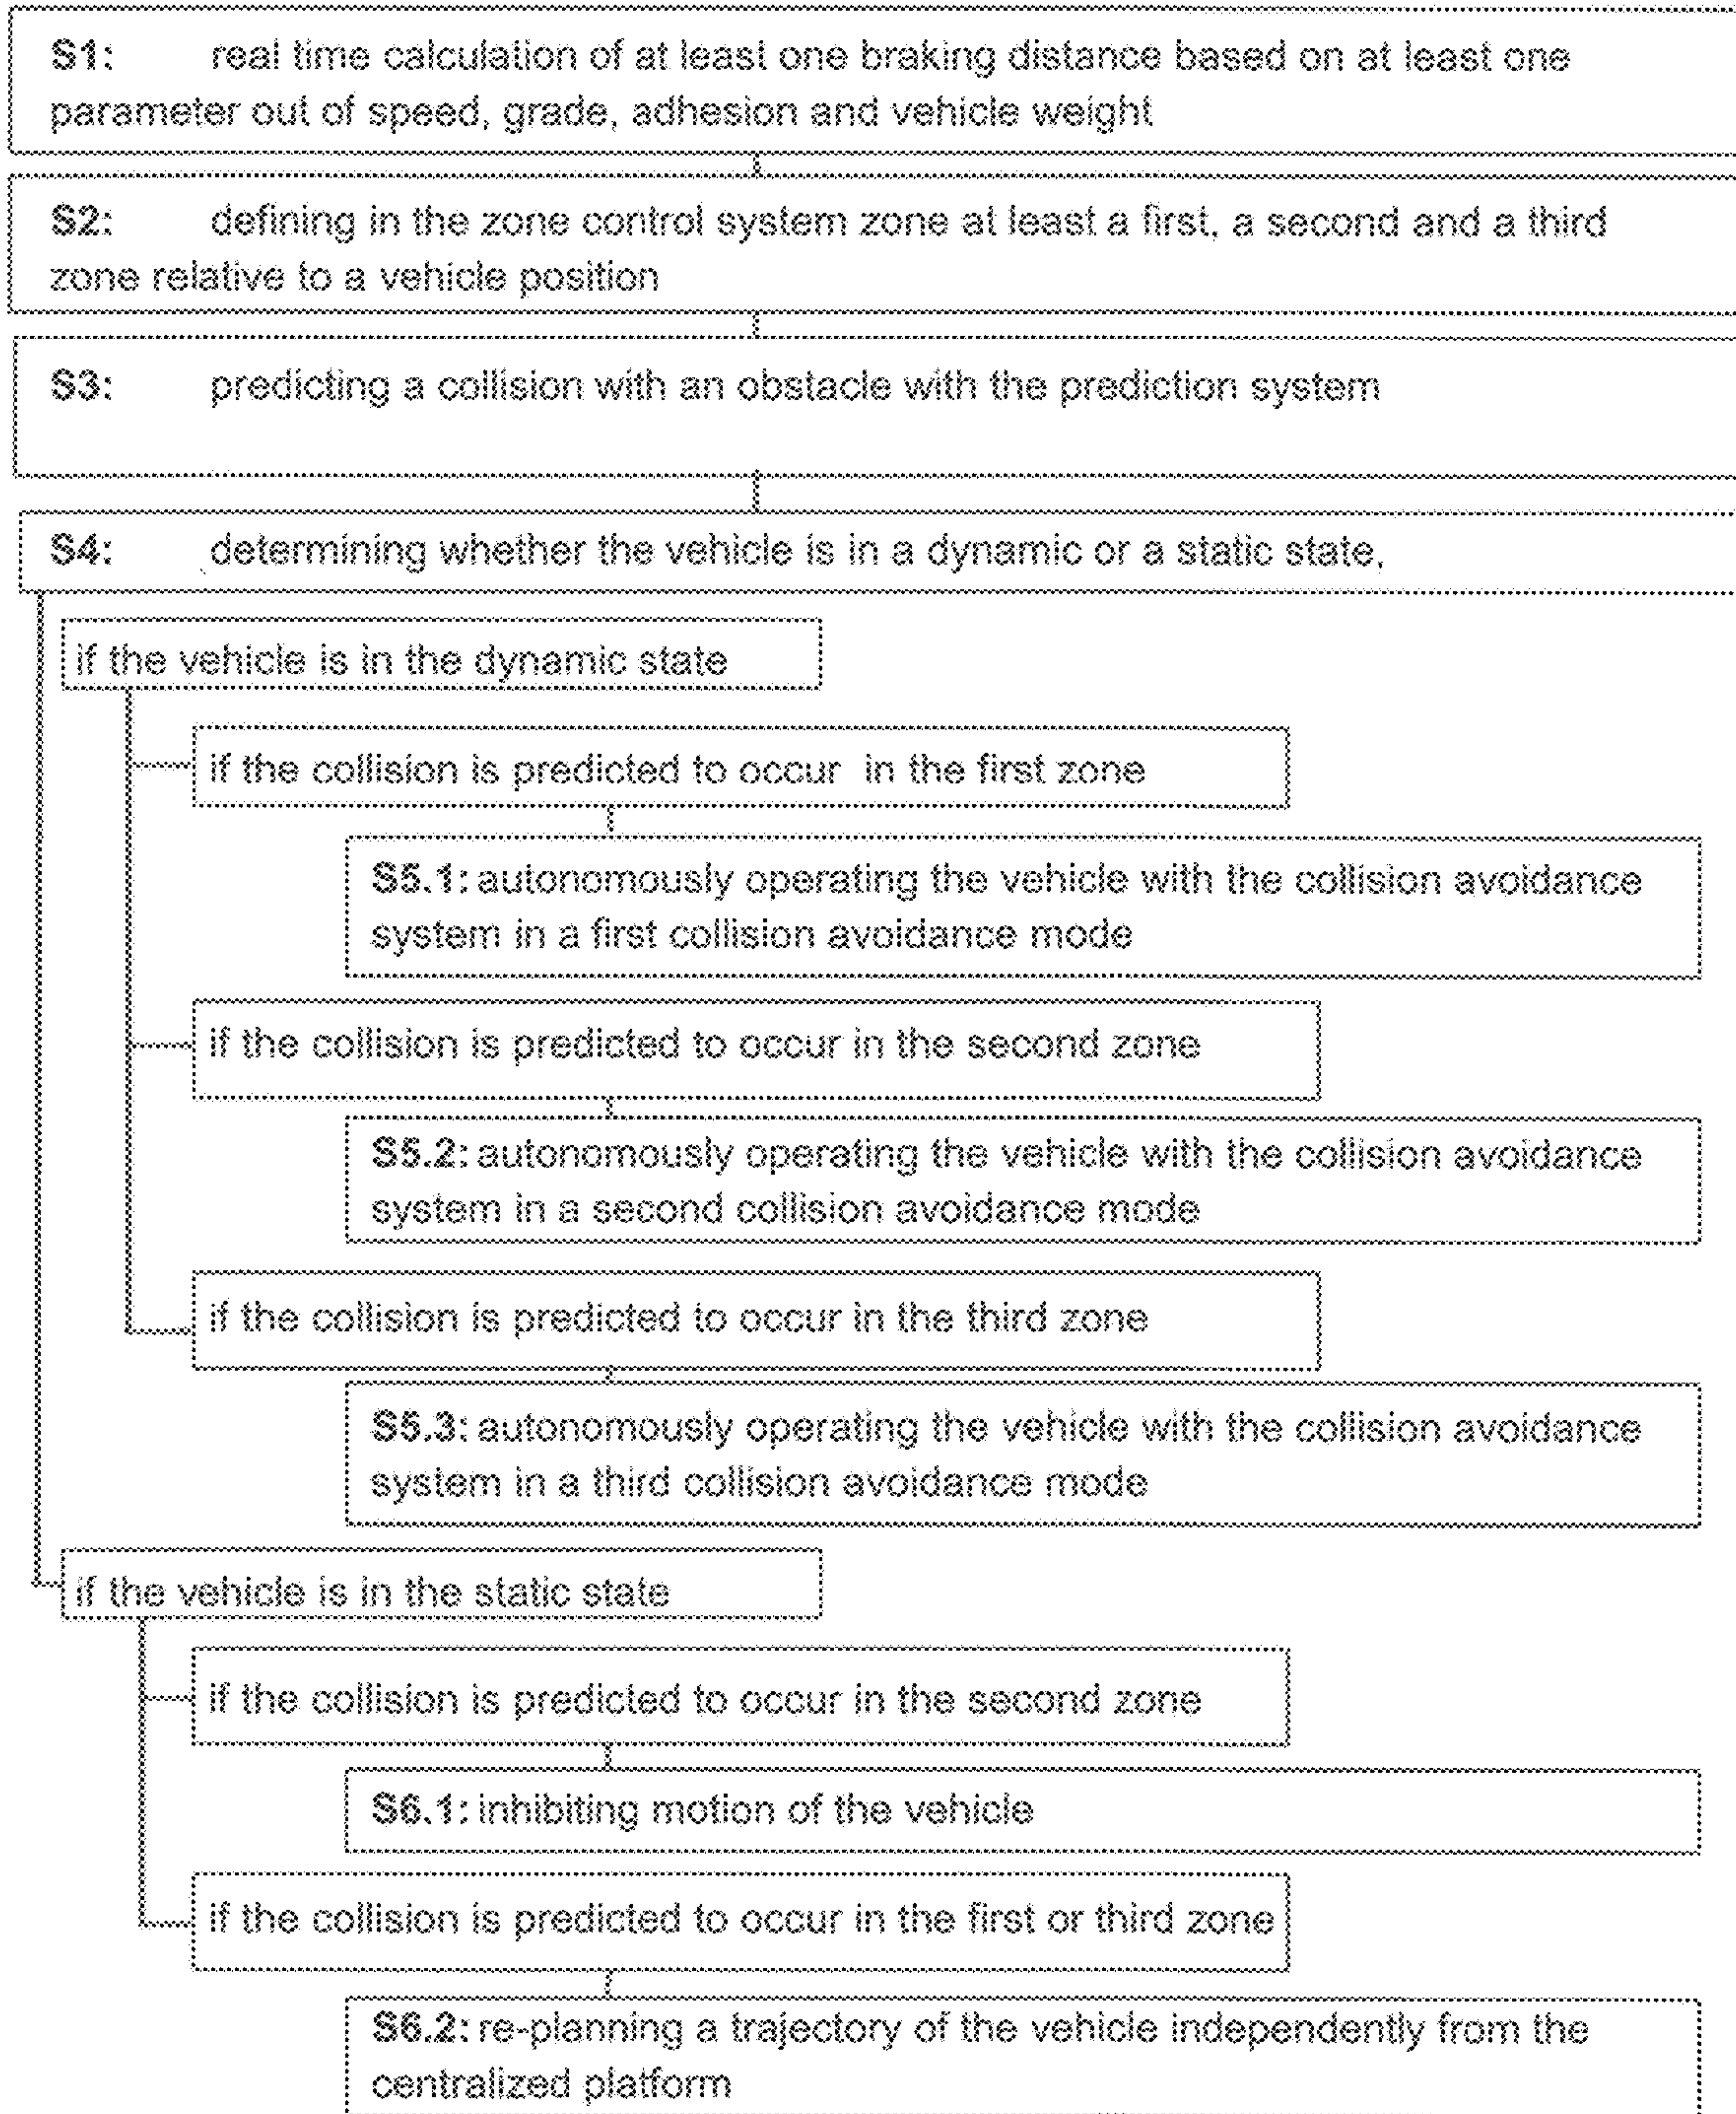 S1: real time calculation of at least one braking distance based on at least one
parameter out of speed, grade, adhesion and vehicle weight
S2: defining in the zone control system zone at least a first, a second and a third
zone relative to a vehicle position
S3: predicting a collision with an obstacle with the prediction system
S4: determining whether the vehicle is in a dynamic or a static state,
if the vehicle is in the dynamic state
if the collision is predicted to occur in the first zone
S5.1: autonomously operating the vehicle with the collision avoidance
system in a first collision avoidance mode
if the collision is predicted to occur in the second zone
S5.2: autonomously operating the vehicle with the collision avoidance
system in a second collision avoidance mode
if the collision is predicted to occur in the third zone
S5.3: autonomously operating the vehicle with the collision avoidance
system in a third collision avoidance mode
if the vehicle is in the static state
if the collision is predicted to occur in the second zone
S6.1: inhibiting motion of the vehicle
if the collision is predicted to occur in the first or third zone
S6.2: re-planning a trajectory of the vehicle independently from the
centralized platform